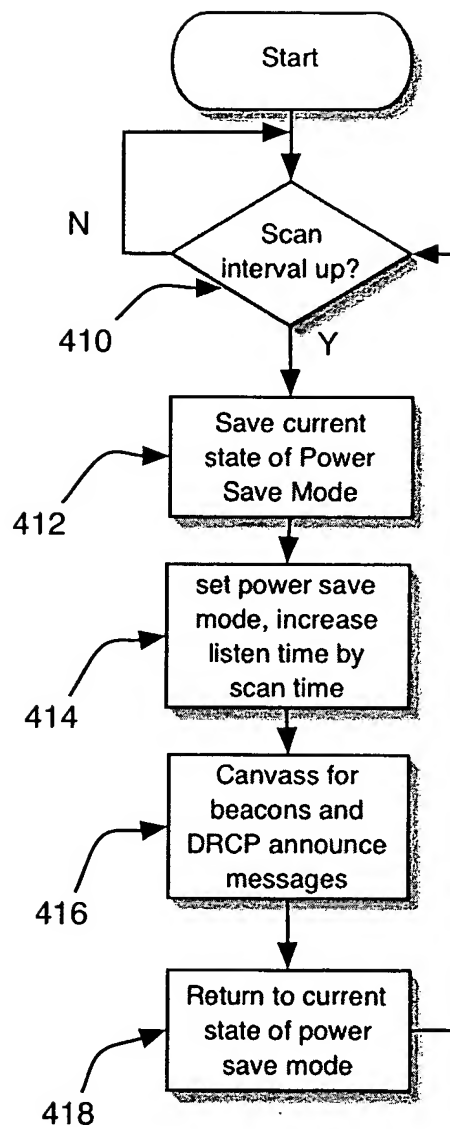 Start
N
Scan
interval up?
410
Y
Save current
state of Power
Save Mode
412
set power save
mode, increase
listen time by
scan time
414
Canvass for
beacons and
DRCP announce
messages
416
Return to current
state of power
save mode
418